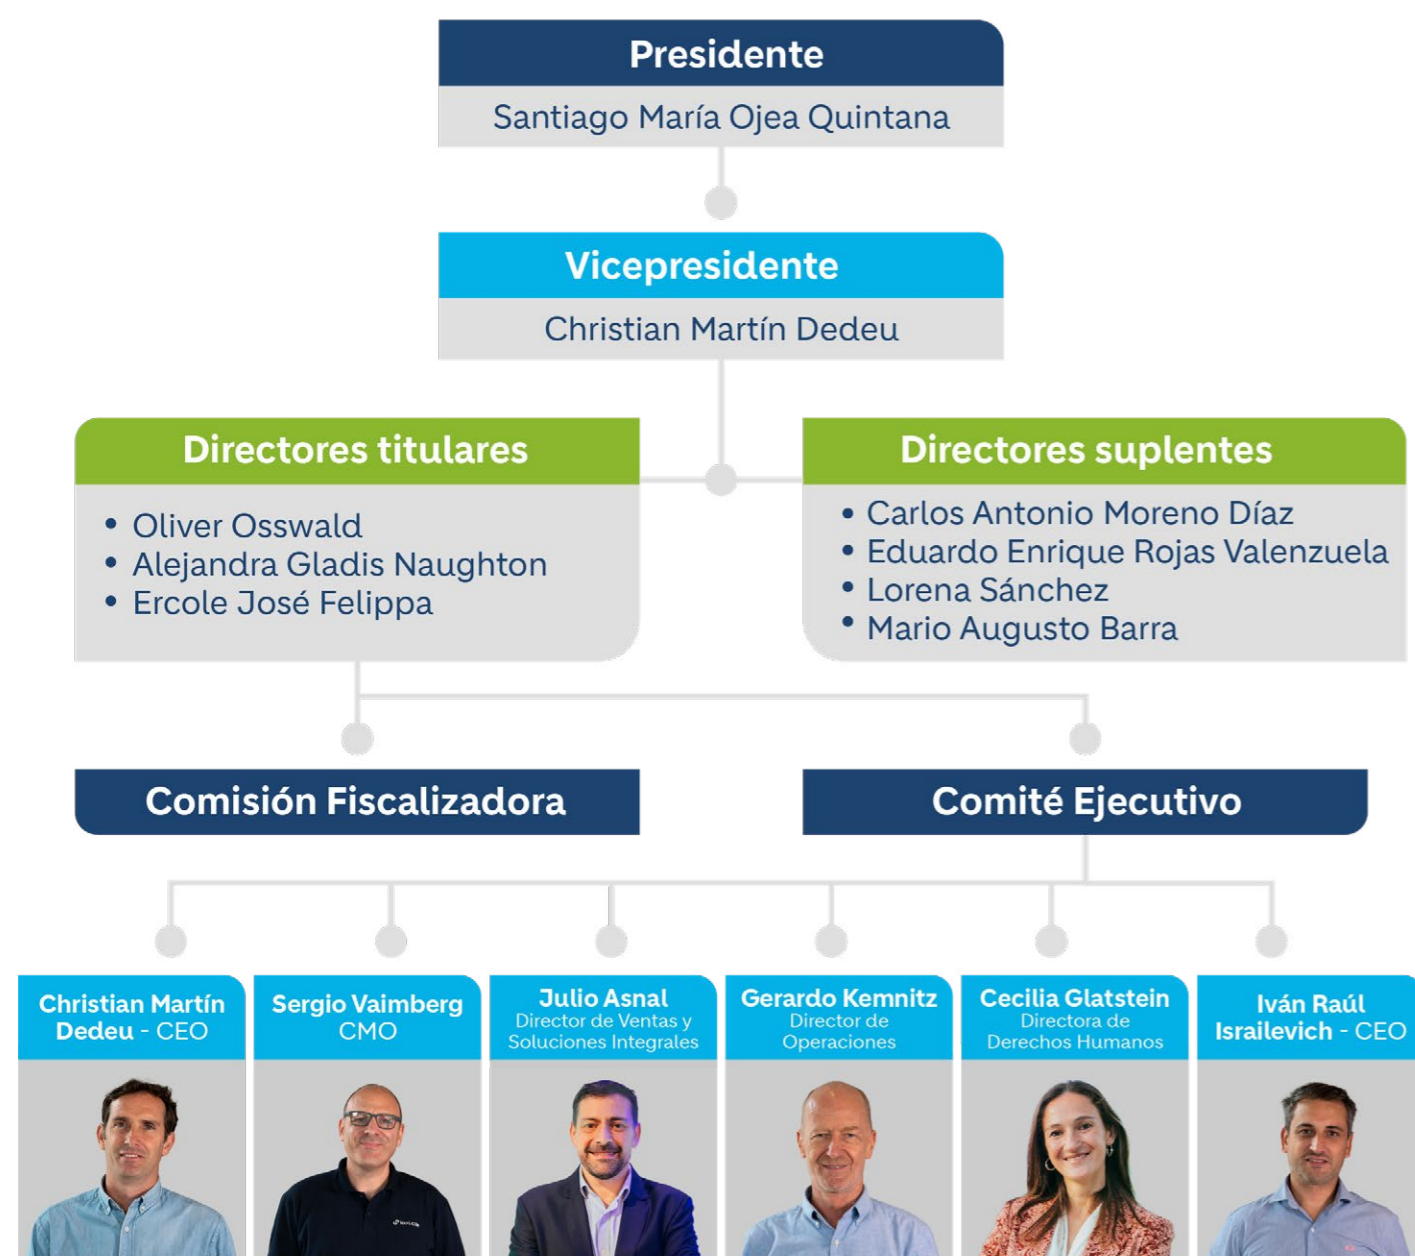 Presidente
Santiago María Ojea Quintana
Vicepresidente
Christian Martín Dedeu
Directores titulares
• Oliver Osswald
• Alejandra Gladis Naughton
• Ercole José Felippa
Directores suplentes
• Carlos Antonio Moreno Díaz
• Eduardo Enrique Rojas Valenzuela
• Lorena Sánchez
• Mario Augusto Barra
Comisión Fiscalizadora
Comité Ejecutivo
Christian Martín
Dedeu - CEO
Sergio Vaimberg
CMO
Julio Asnal
Director de Ventas y
Soluciones Integrales
Gerardo Kemnitz
Director de
Operaciones
Cecilia Glatstein
Directora de
Derechos Humanos
Iván Raúl
Israilevich - CEO